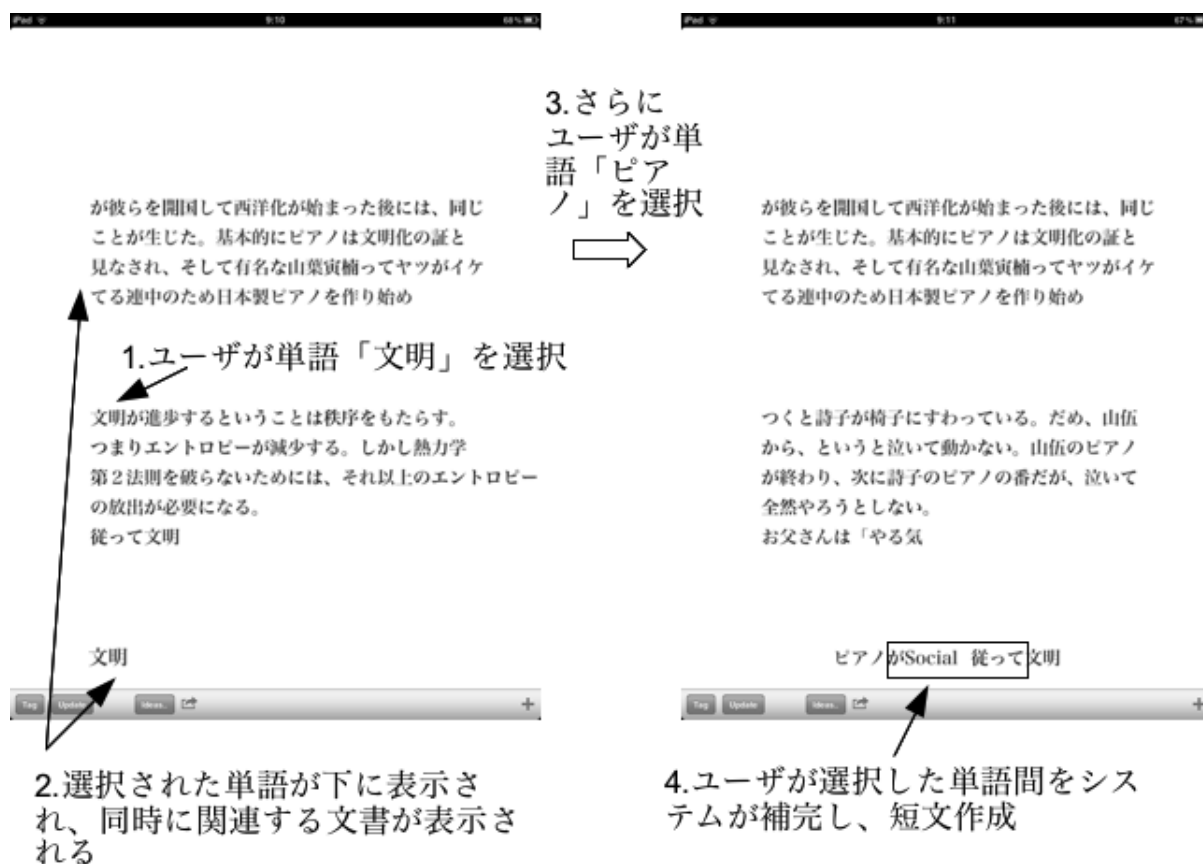 iPad 9:10 68%
が彼らを開国して西洋化が始まった後には、同じ
ことが生じた。基本的にピアノは文明化の証と
見なされ、そして有名な山葉寅楠ってヤツがイケ
てる連中のため日本製ピアノを作り始め
1.ユーザが単語「文明」を選択
文明が進歩するということは秩序をもたらす。
つまりエントロピーが減少する。しかし熱力学
第２法則を破らないためには、それ以上のエントロピー
の放出が必要になる。
従って文明
文明
Tag Update Ideas.. +
2.選択された単語が下に表示さ
れ、同時に関連する文書が表示さ
れる
3.さらに
ユーザが単
語「ピア
ノ」を選択
iPad 9:11 67%
が彼らを開国して西洋化が始まった後には、同じ
ことが生じた。基本的にピアノは文明化の証と
見なされ、そして有名な山葉寅楠ってヤツがイケ
てる連中のため日本製ピアノを作り始め
つくと詩子が椅子にすわっている。だめ、山伍
から、というと泣いて動かない。山伍のピアノ
が終わり、次に詩子のピアノの番だが、泣いて
全然やろうとしない。
お父さんは「やる気
ピアノがSocial 従って文明
Tag Update Ideas.. +
4.ユーザが選択した単語間をシス
テムが補完し、短文作成